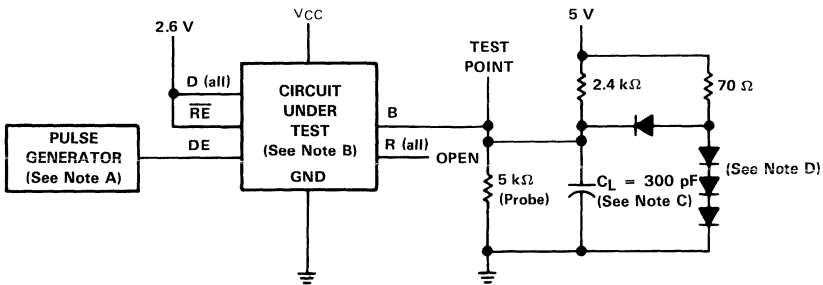 VCC
5 V
2.6 V
TEST
POINT
D (all)
CIRCUIT
UNDER
TEST
(See Note B)
GND
2.4 kΩ
70 Ω
RE
B
PULSE
GENERATOR
(See Note A)
DE
R (all)
OPEN
5 kΩ
(Probe)
CL = 300 pF
(See Note C)
(See Note D)